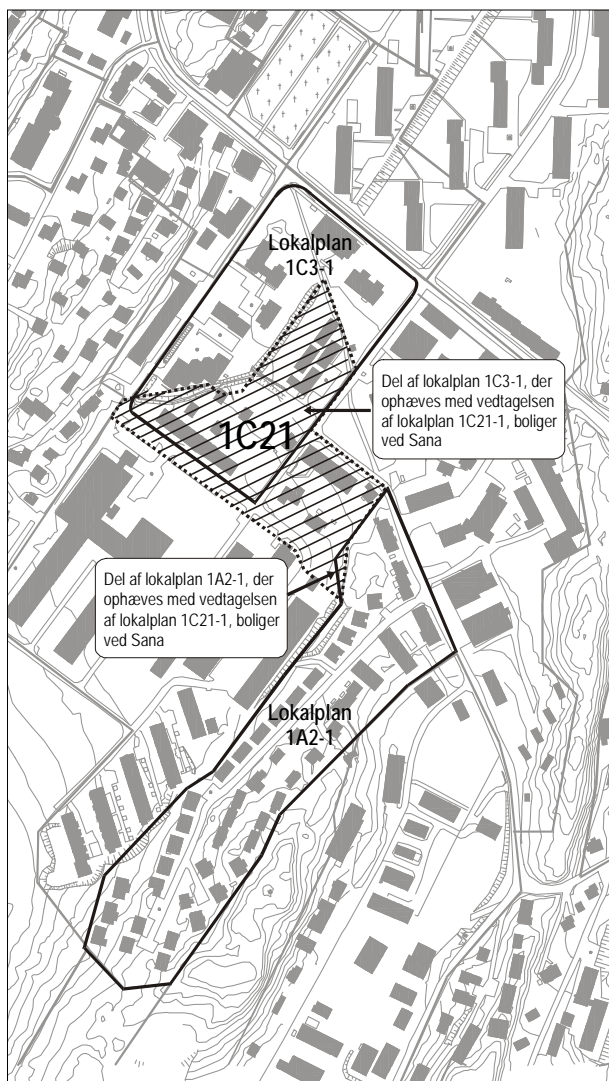 Lokalplan
1C3-1
Del af lokalplan 1C3-1, der
ophæves med vedtagelsen
af lokalplan 1C21-1, boliger
ved Sana
1C21
Del af lokalplan 1A2-1, der
ophæves med vedtagelsen
af lokalplan 1C21-1, boliger
ved Sana
Lokalplan
1A2-1